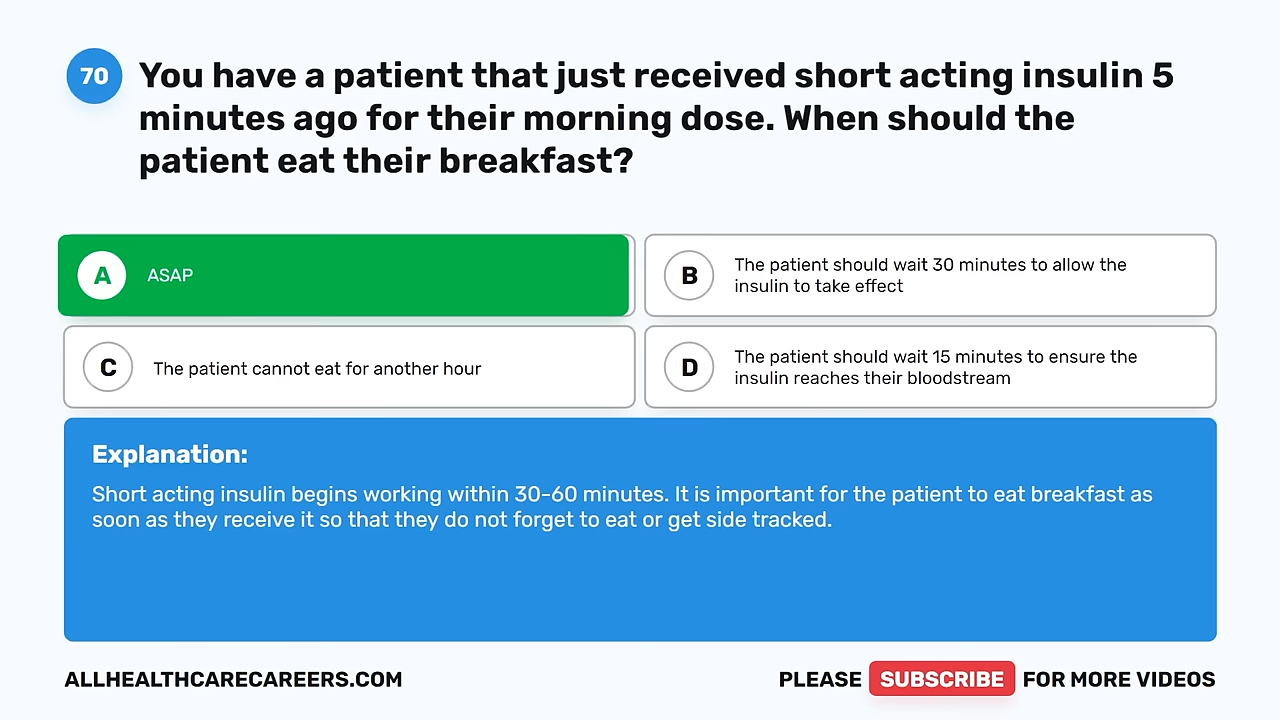 70
You have a patient that just received short acting insulin 5
minutes ago for their morning dose. When should the
patient eat their breakfast?
A ASAP
B The patient should wait 30 minutes to allow the
insulin to take effect
C The patient cannot eat for another hour
D The patient should wait 15 minutes to ensure the
insulin reaches their bloodstream
Explanation:
Short acting insulin begins working within 30-60 minutes. It is important for the patient to eat breakfast as
soon as they receive it so that they do not forget to eat or get side tracked.
ALLHEALTHCARECAREERS.COM
PLEASE SUBSCRIBE FOR MORE VIDEOS